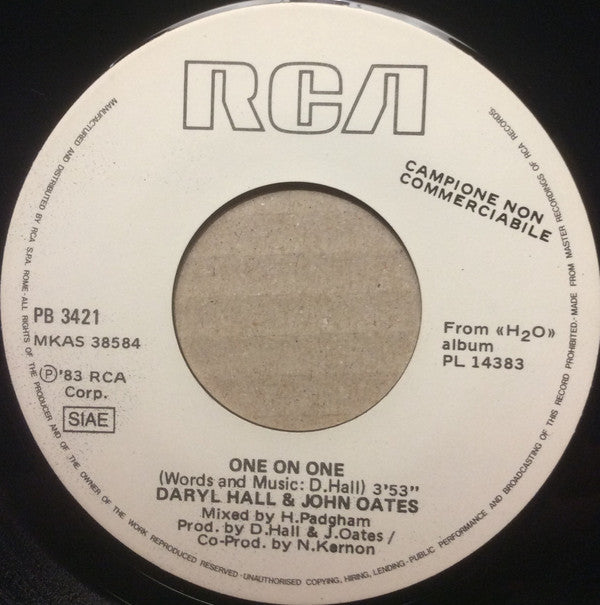 RCA
CAMPIONE NON
COMMERCIABILE
PB 3421
MKAS 38584
Ⓟ'83 RCA
Corp.
SIAE
From «H₂O»
album
PL 14383
ONE ON ONE
(Words and Music: D.Hall) 3'53"
DARYL HALL & JOHN OATES
Mixed by H.Padgham
Prod. by D.Hall & J.Oates /
Co-Prod. by N.Kernon
MANUFACTURED AND DISTRIBUTED BY RCA S.P.A. ROME·ALL RIGHTS OF THE PRODUCER AND OF THE OWNER OF THE WORK REPRODUCED RESERVED·UNAUTHORISED COPYING, HIRING, LENDING·PUBLIC PERFORMANCE AND BROADCASTING OF THIS RECORD PROHIBITED·MADE FROM MASTER RECORDINGS OF RCA RECORDS.